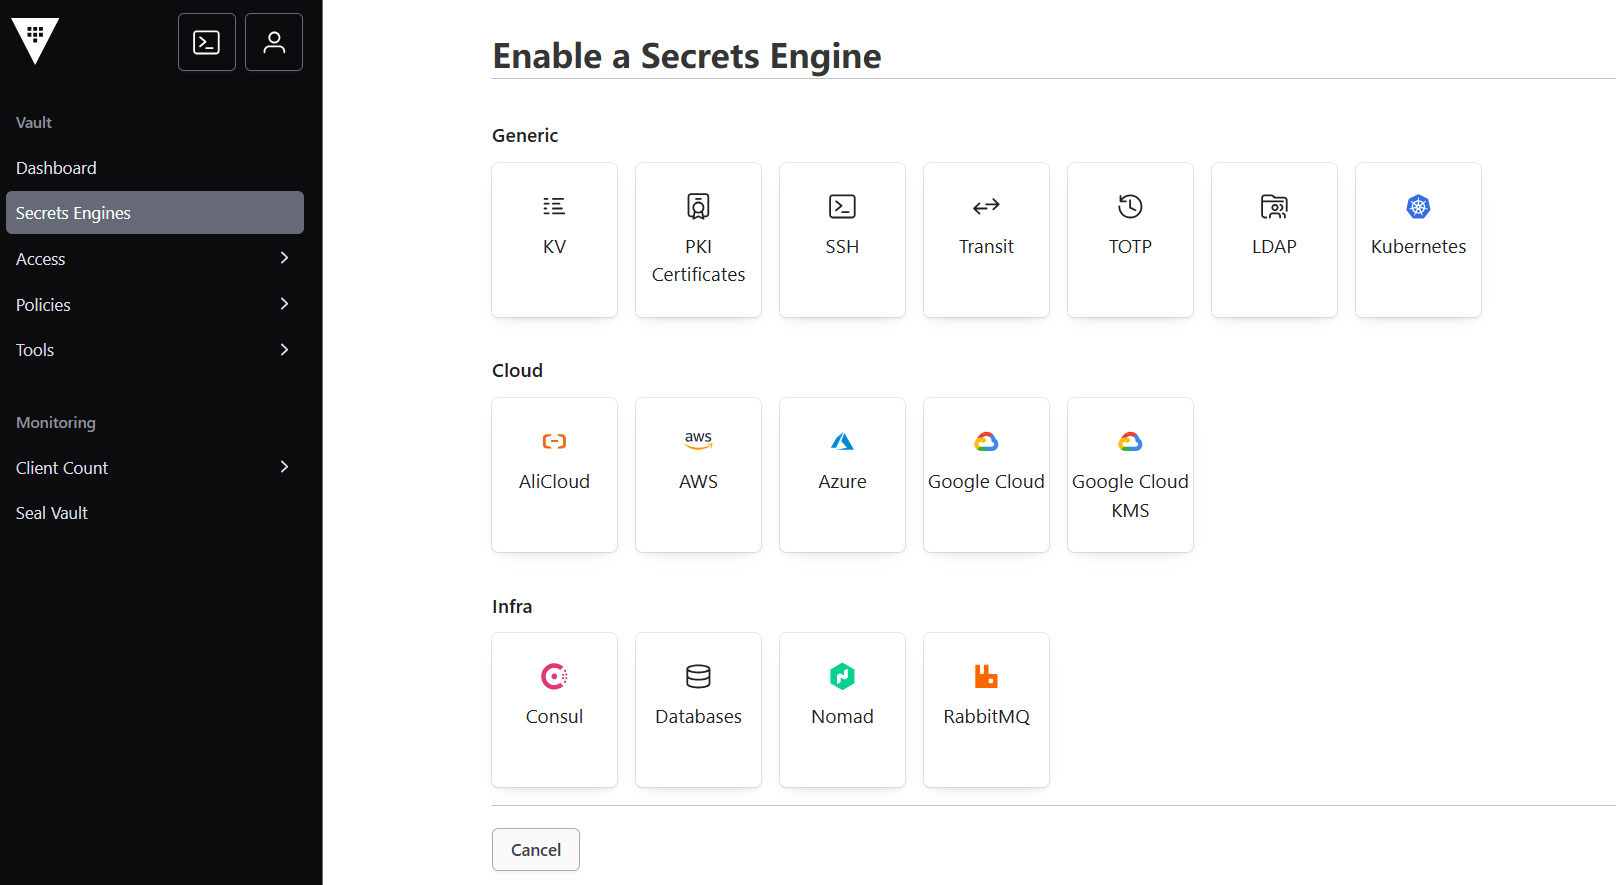 Vault
Dashboard
Secrets Engines
Access
Policies
Tools
Monitoring
Client Count
Seal Vault
Enable a Secrets Engine
Generic
KV
PKI
Certificates
SSH
Transit
TOTP
LDAP
Kubernetes
Cloud
AliCloud
aws
AWS
Azure
Google Cloud
Google Cloud
KMS
Infra
Consul
Databases
Nomad
RabbitMQ
Cancel